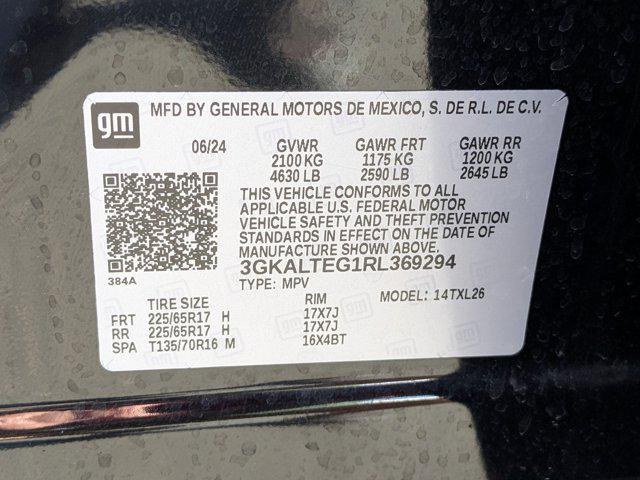 gm
MFD BY GENERAL MOTORS DE MEXICO, S. DE R.L. DE C.V.
06/24 GVWR GAWR FRT GAWR RR
2100 KG 1175 KG 1200 KG
4630 LB 2590 LB 2645 LB
THIS VEHICLE CONFORMS TO ALL
APPLICABLE U.S. FEDERAL MOTOR
VEHICLE SAFETY AND THEFT PREVENTION
STANDARDS IN EFFECT ON THE DATE OF
MANUFACTURE SHOWN ABOVE.
3GKALTEG1RL369294
384A
TYPE: MPV MODEL: 14TXL26
TIRE SIZE RIM
FRT 225/65R17 H 17X7J
RR 225/65R17 H 17X7J
SPA T135/70R16 M 16X4BT